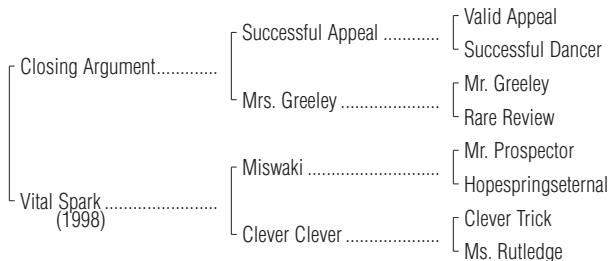 Valid Appeal
Successful Appeal ............
Successful Dancer
Closing Argument.............
Mr. Greeley
Mrs. Greeley ....................
Rare Review
Mr. Prospector
Miswaki ...........................
Hopespringseternal
Vital Spark .......................
(1998)
Clever Trick
Clever Clever ...................
Ms. Rutledge